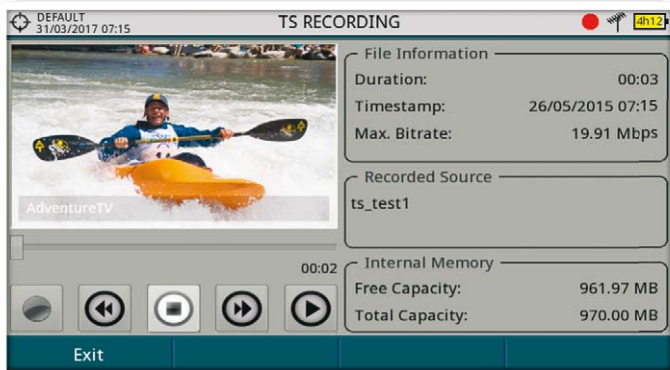 DEFAULT
31/03/2017 07:15
TS RECORDING
4h12
File Information
Duration: 00:03
Timestamp: 26/05/2015 07:15
Max. Bitrate: 19.91 Mbps
AdventureTV
Recorded Source
ts_test1
00:02
Internal Memory
Free Capacity: 961.97 MB
Total Capacity: 970.00 MB
Exit